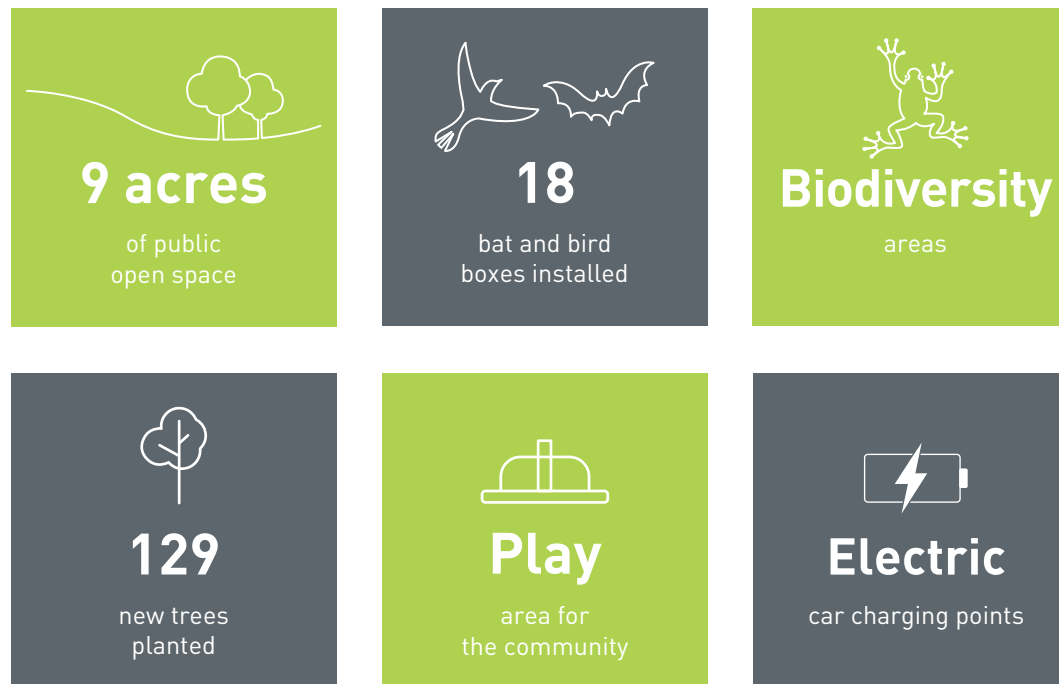 9 acres
of public
open space
18
bat and bird
boxes installed
Biodiversity
areas
129
new trees
planted
Play
area for
the community
Electric
car charging points